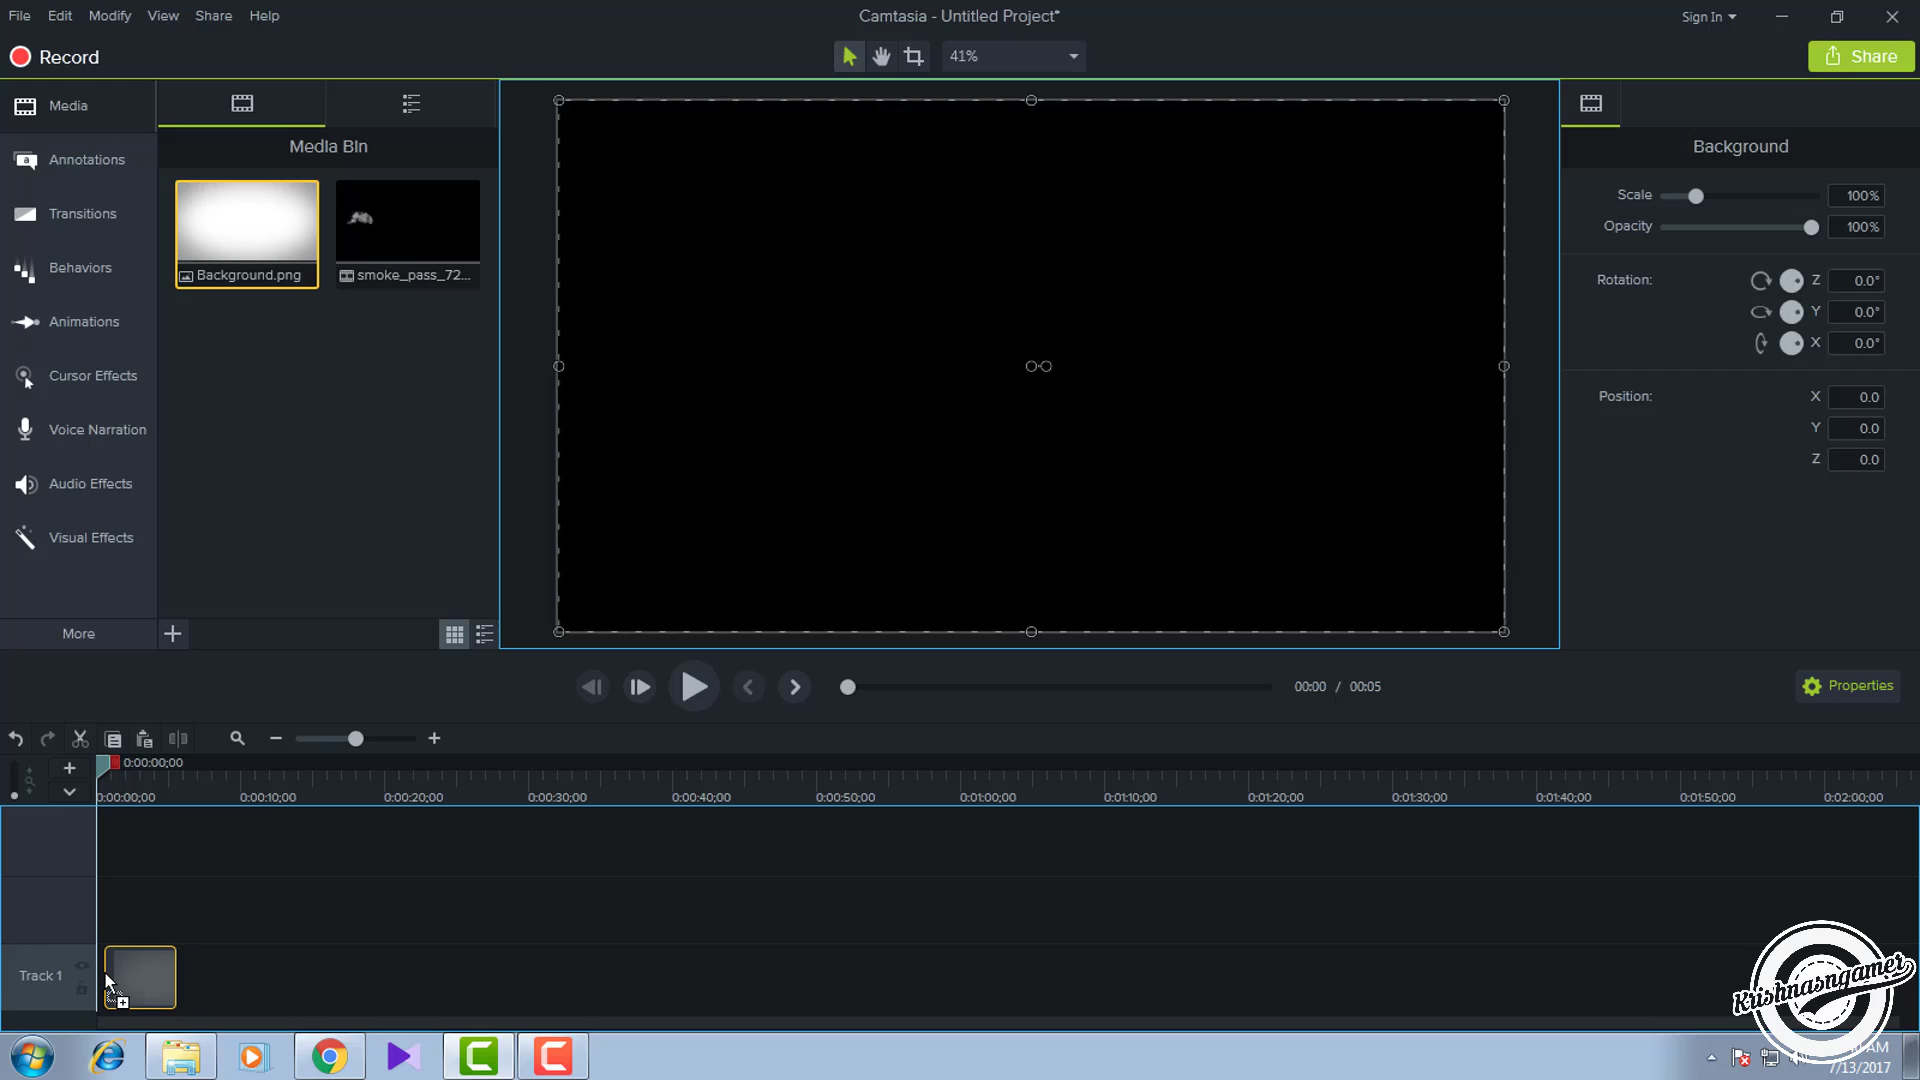 File Edit Modify View Share Help
Camtasia - Untitled Project*
Sign In
Record
41%
Share
Media
Annotations
Transitions
Behaviors
Animations
Cursor Effects
Voice Narration
Audio Effects
Visual Effects
More
Media Bin
Background.png
smoke_pass_72...
Background
Scale 100%
Opacity 100%
Rotation: Z 0.0°
Y 0.0°
X 0.0°
Position: X 0.0
Y 0.0
Z 0.0
00:00 / 00:05
Properties
0:00:00;00
0:00:00;00 0:00:10;00 0:00:20;00 0:00:30;00 0:00:40;00 0:00:50;00 0:01:00;00 0:01:10;00 0:01:20;00 0:01:30;00 0:01:40;00 0:01:50;00 0:02:00;00
Track 1
Krishnasngamer
AM
7/13/2017